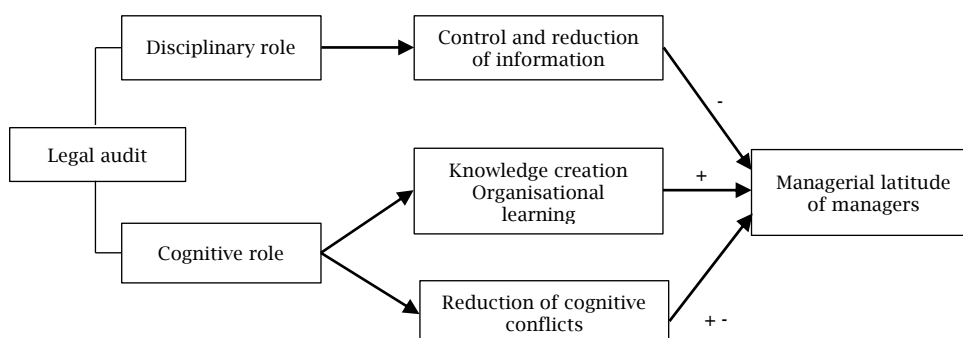 Disciplinary role
Control and reduction
of information
-
Legal audit
Knowledge creation
Organisational
learning
+
Managerial latitude
of managers
Cognitive role
Reduction of cognitive
conflicts
+ -